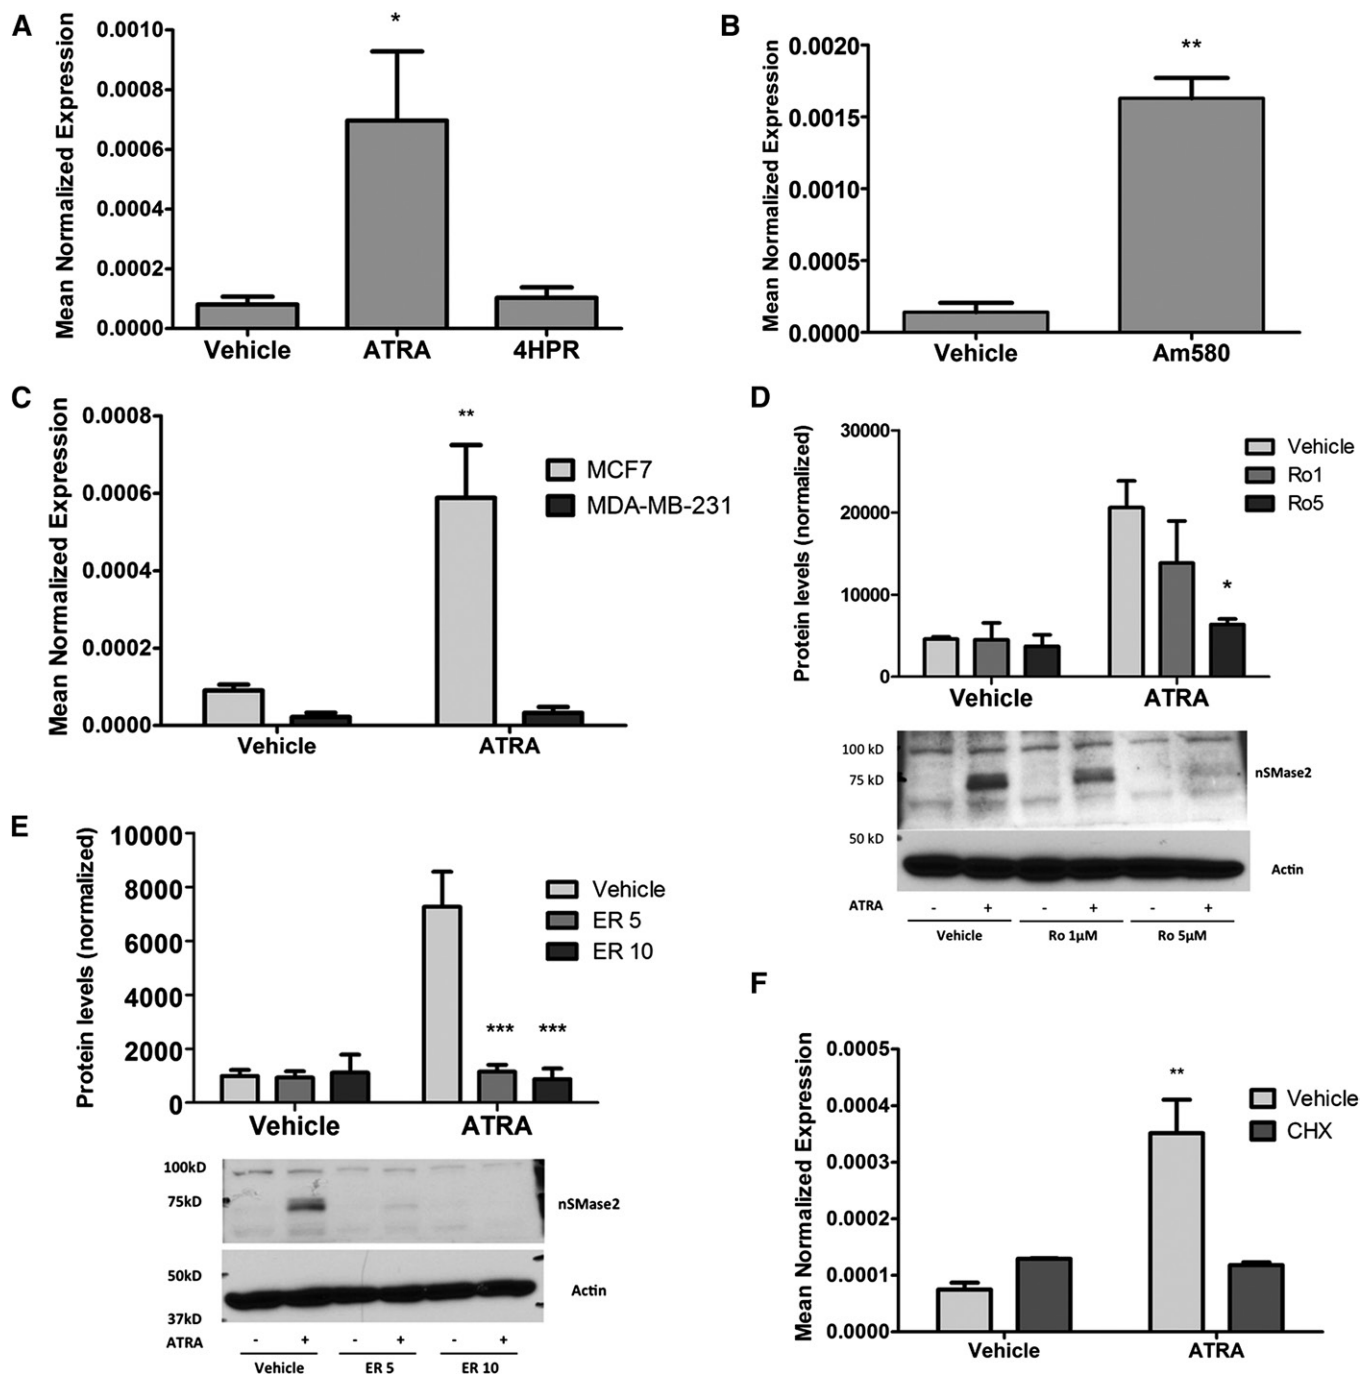 A
Mean Normalized Expression
0.0010
0.0008
0.0006
0.0004
0.0002
0.0000
*
Vehicle ATRA 4HPR
B
Mean Normalized Expression
0.0020
0.0015
0.0010
0.0005
0.0000
**
Vehicle Am580
C
Mean Normalized Expression
0.0008
0.0006
0.0004
0.0002
0.0000
**
MCF7
MDA-MB-231
Vehicle ATRA
D
Protein levels (normalized)
30000
20000
10000
0
*
Vehicle
Ro1
Ro5
Vehicle ATRA
100 kD
75 kD
nSMase2
50 kD
Actin
ATRA - + - + - +
Vehicle Ro 1µM Ro 5µM
E
Protein levels (normalized)
10000
8000
6000
4000
2000
0
*** ***
Vehicle
ER 5
ER 10
Vehicle ATRA
100kD
75kD
nSMase2
50kD
Actin
37kD
ATRA - + - + - +
Vehicle ER 5 ER 10
F
Mean Normalized Expression
0.0005
0.0004
0.0003
0.0002
0.0001
0.0000
**
Vehicle
CHX
Vehicle ATRA